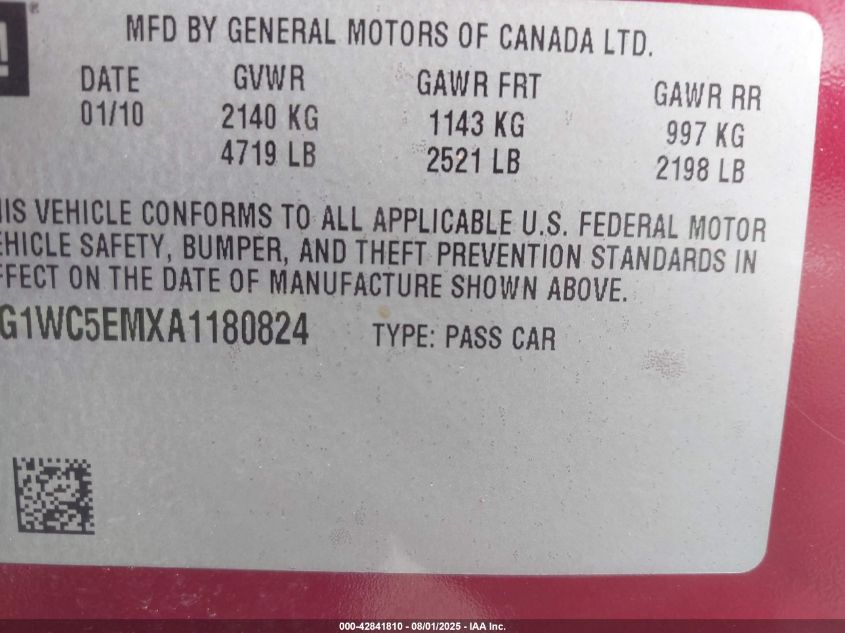 MFD BY GENERAL MOTORS OF CANADA LTD.
DATE GVWR GAWR FRT GAWR RR
01/10 2140 KG 1143 KG 997 KG
4719 LB 2521 LB 2198 LB
HIS VEHICLE CONFORMS TO ALL APPLICABLE U.S. FEDERAL MOTOR
EHICLE SAFETY, BUMPER, AND THEFT PREVENTION STANDARDS IN
FFECT ON THE DATE OF MANUFACTURE SHOWN ABOVE.
G1WC5EMXA1180824 TYPE: PASS CAR
000-42841810 - 08/01/2025 - IAA Inc.